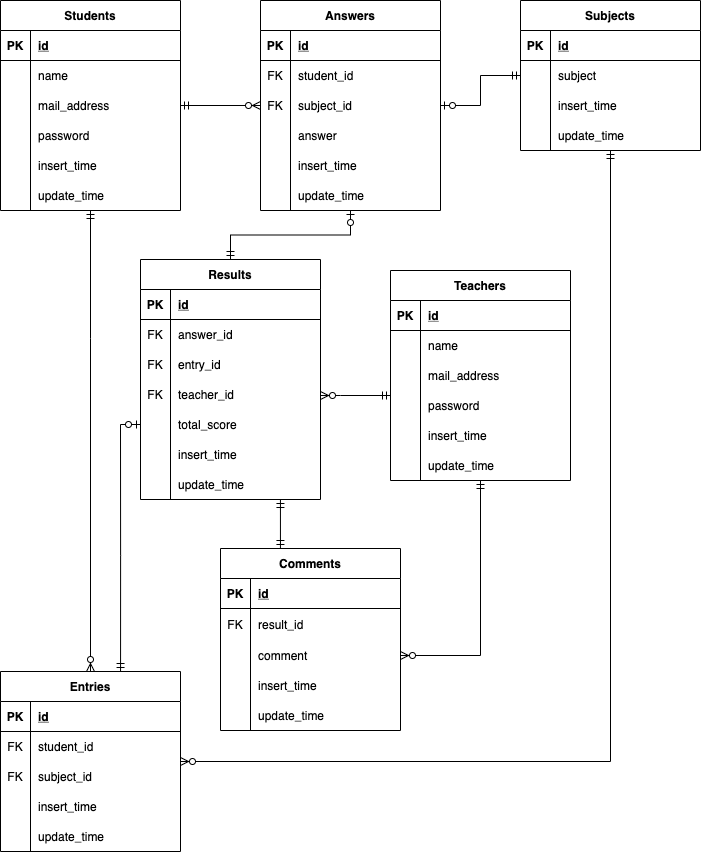 Students
PK id
name
mail_address
password
insert_time
update_time
Answers
PK id
FK student_id
FK subject_id
answer
insert_time
update_time
Subjects
PK id
subject
insert_time
update_time
Results
PK id
FK answer_id
FK entry_id
FK teacher_id
total_score
insert_time
update_time
Teachers
PK id
name
mail_address
password
insert_time
update_time
Comments
PK id
FK result_id
comment
insert_time
update_time
Entries
PK id
FK student_id
FK subject_id
insert_time
update_time